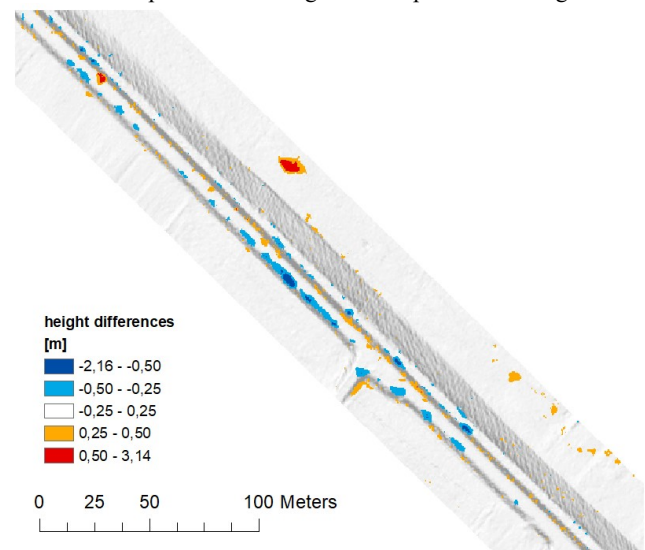 height differences
[m]
-2,16 - -0,50
-0,50 - -0,25
-0,25 - 0,25
0,25 - 0,50
0,50 - 3,14
0 25 50 100 Meters